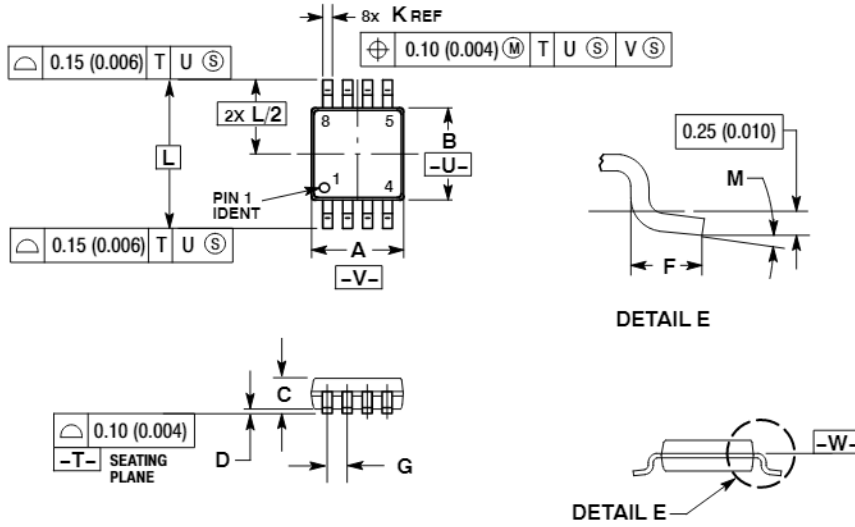 8x K REF
⌖ 0.10 (0.004) Ⓜ T U Ⓢ V Ⓢ
⌓ 0.15 (0.006) T U Ⓢ
2X L/2
8 5
B
-U-
L
1 4
PIN 1
IDENT
⌓ 0.15 (0.006) T U Ⓢ
A
-V-
0.25 (0.010)
M
F
DETAIL E
C
⌓ 0.10 (0.004)
-T- SEATING
PLANE
D
G
-W-
DETAIL E